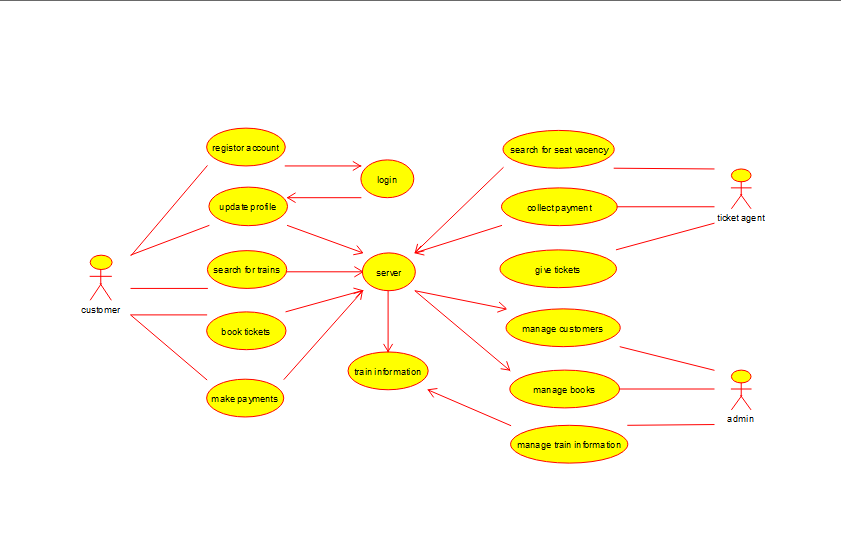 registor account
search for seat vacency
login
update profile
collect payment
ticket agent
search for trains
server
give tickets
customer
book tickets
manage customers
train information
manage books
make payments
admin
manage train information